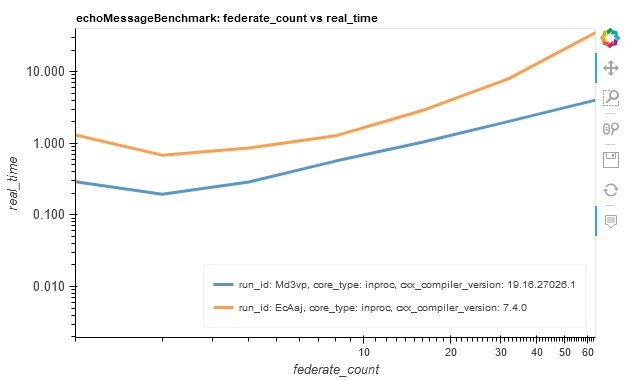 echoMessageBenchmark: federate_count vs real_time
10.000
1.000
0.100
0.010
real_time
run_id: Md3vp, core_type: inproc, cxx_compiler_version: 19.16.27026.1
run_id: EcAaj, core_type: inproc, cxx_compiler_version: 7.4.0
10 20 30 40 50 60
federate_count